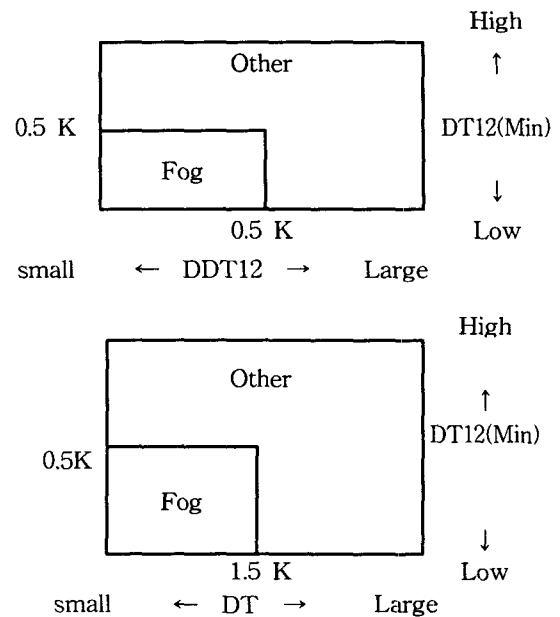 High
Other
↑
0.5 K
DT12(Min)
Fog
↓
0.5 K
Low
small ← DDT12 → Large
High
Other
↑
DT12(Min)
0.5K
Fog
↓
1.5 K
Low
small ← DT → Large